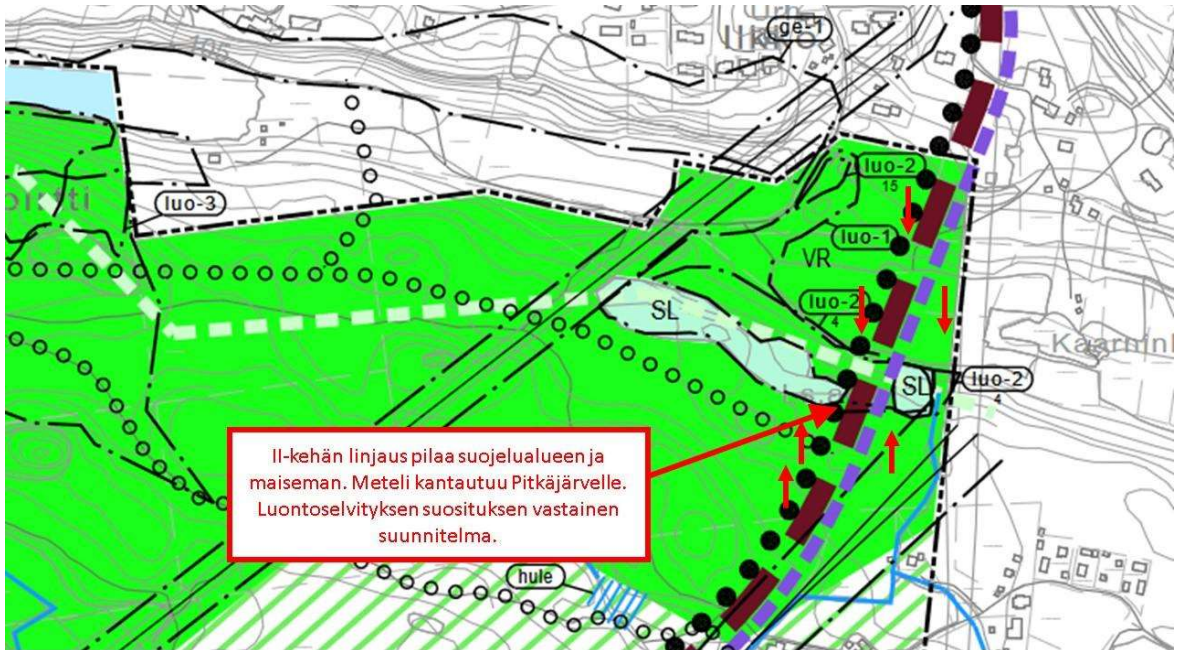 ge-1
105
luo-2
15
luo-3
luo-1
VR
luo-2
4
SL
SL
luo-2
4
II-kehän linjaus pilaa suojelualueen ja
maiseman. Meteli kantautuu Pitkäjärvelle.
Luontoselvityksen suosituksen vastainen
suunnitelma.
hule